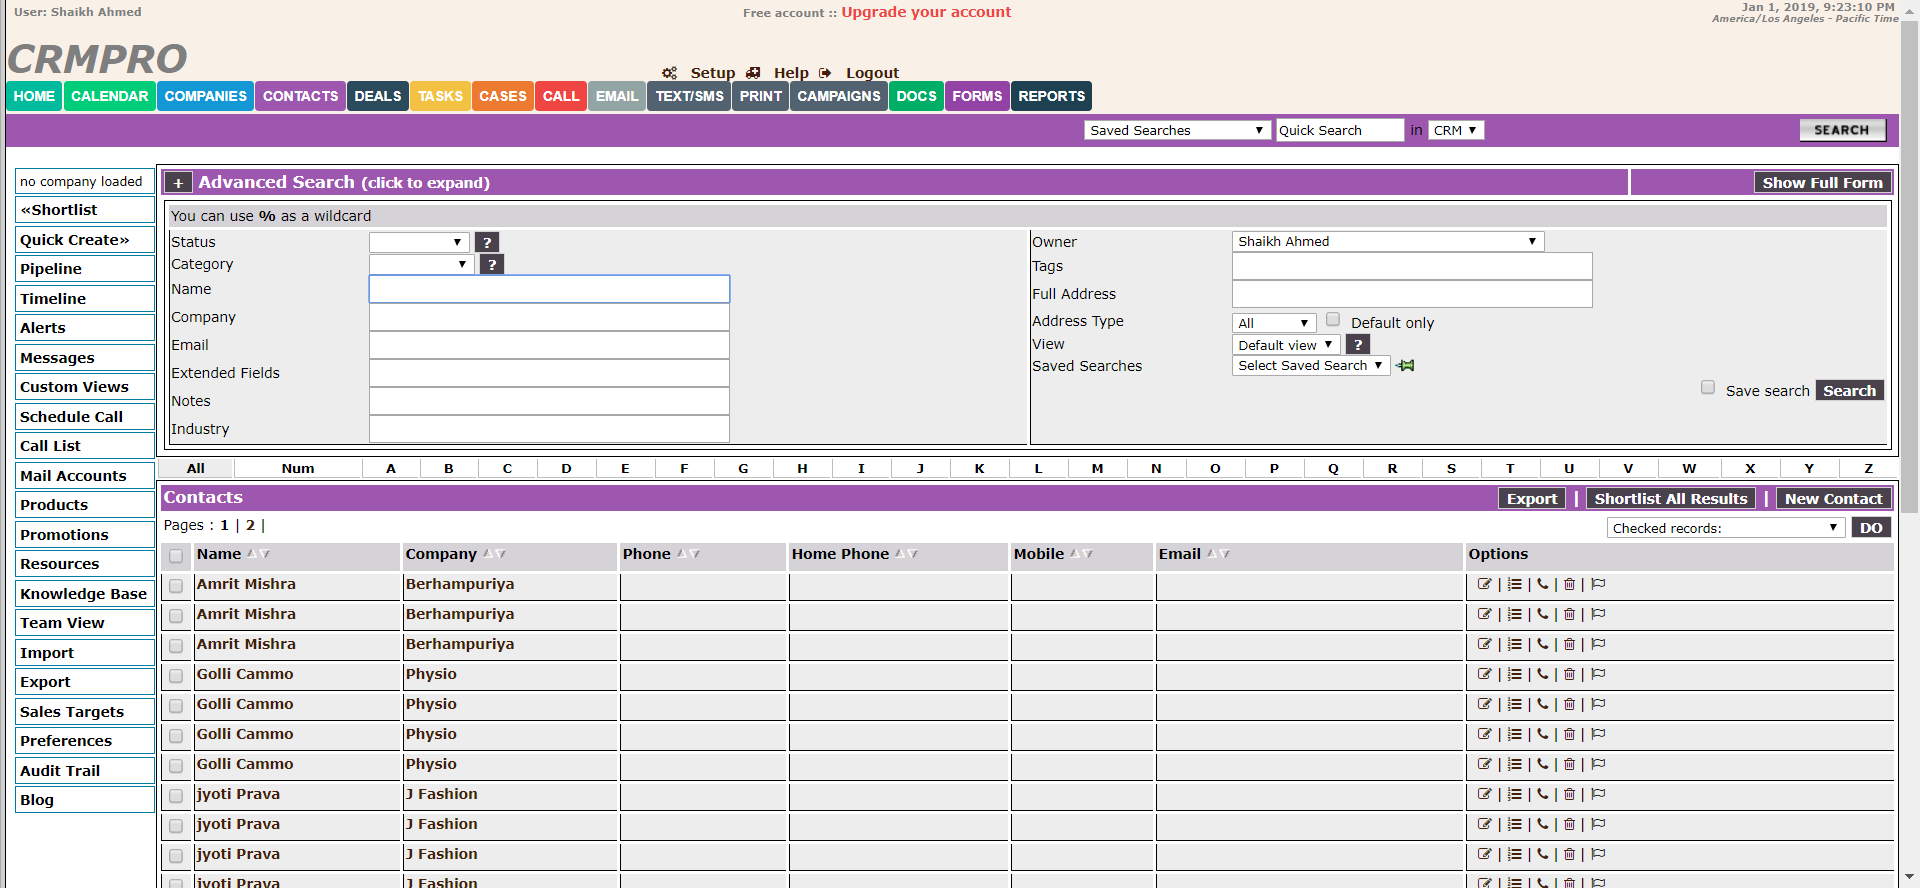 User: Shaikh Ahmed
Free account :: Upgrade your account
Jan 1, 2019, 9:23:10 PM
America/Los Angeles - Pacific Time
CRMPRO
Setup Help Logout
HOME CALENDAR COMPANIES CONTACTS DEALS TASKS CASES CALL EMAIL TEXT/SMS PRINT CAMPAIGNS DOCS FORMS REPORTS
Saved Searches Quick Search in CRM SEARCH
no company loaded
«Shortlist
Quick Create»
Pipeline
Timeline
Alerts
Messages
Custom Views
Schedule Call
Call List
Mail Accounts
Products
Promotions
Resources
Knowledge Base
Team View
Import
Export
Sales Targets
Preferences
Audit Trail
Blog
+ Advanced Search (click to expand) Show Full Form
You can use % as a wildcard
Status ?
Category ?
Name
Company
Email
Extended Fields
Notes
Industry
Owner Shaikh Ahmed
Tags
Full Address
Address Type All Default only
View Default view ?
Saved Searches Select Saved Search
Save search Search
All Num A B C D E F G H I J K L M N O P Q R S T U V W X Y Z
Contacts Export | Shortlist All Results | New Contact
Pages : 1 | 2 |
Checked records: DO
Name Company Phone Home Phone Mobile Email Options
Amrit Mishra Berhampuriya | | | |
Amrit Mishra Berhampuriya | | | |
Amrit Mishra Berhampuriya | | | |
Golli Cammo Physio | | | |
Golli Cammo Physio | | | |
Golli Cammo Physio | | | |
Golli Cammo Physio | | | |
jyoti Prava J Fashion | | | |
jyoti Prava J Fashion | | | |
jyoti Prava J Fashion | | | |
jyoti Prava J Fashion | | | |